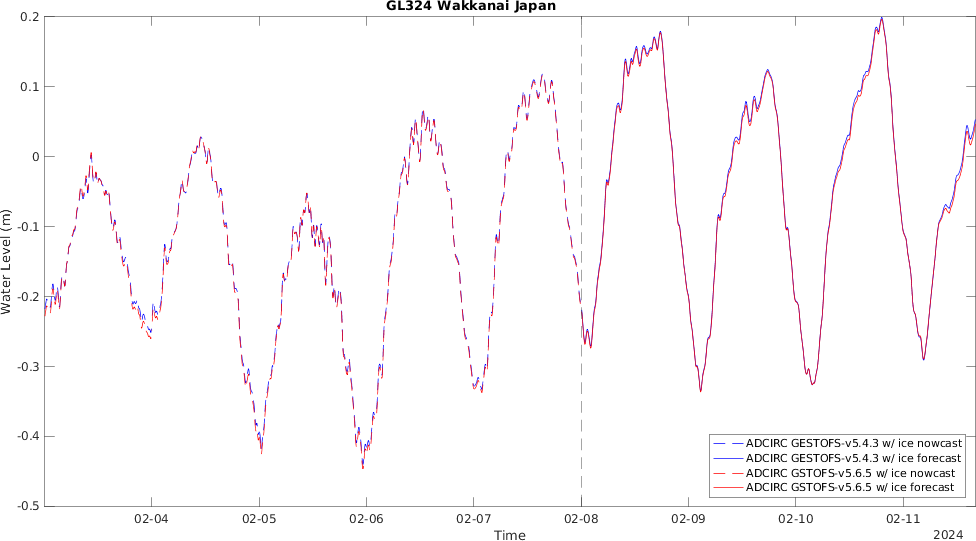 GL324 Wakkanai Japan
0.2
0.1
0
-0.1
-0.2
-0.3
-0.4
-0.5
Water Level (m)
ADCIRC GESTOFS-v5.4.3 w/ ice nowcast
ADCIRC GESTOFS-v5.4.3 w/ ice forecast
ADCIRC GSTOFS-v5.6.5 w/ ice nowcast
ADCIRC GSTOFS-v5.6.5 w/ ice forecast
02-04 02-05 02-06 02-07 02-08 02-09 02-10 02-11
Time
2024